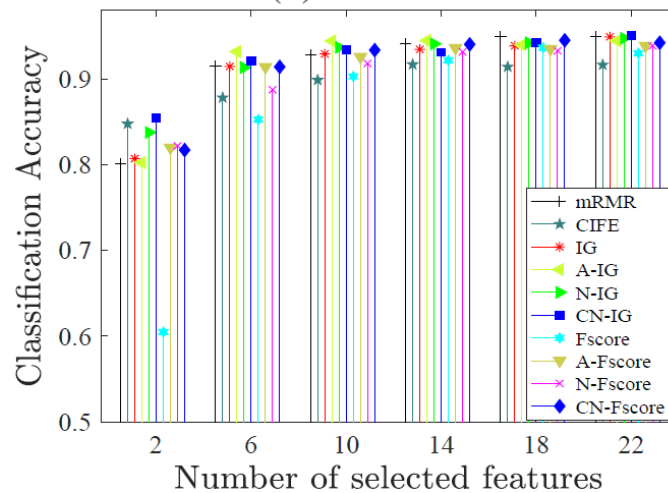 Classification Accuracy
0.9
0.8
0.7
0.6
0.5
2 6 10 14 18 22
Number of selected features
mRMR
CIFE
IG
A-IG
N-IG
CN-IG
Fscore
A-Fscore
N-Fscore
CN-Fscore